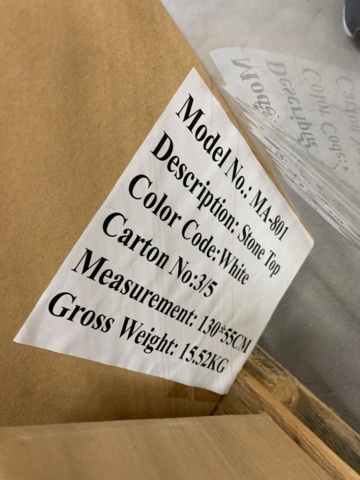 Model No.: MA-801
Description: Stone Top
Color Code:White
Carton No:3/5
Measurement: 130*55CM
Gross Weight: 15.52KG